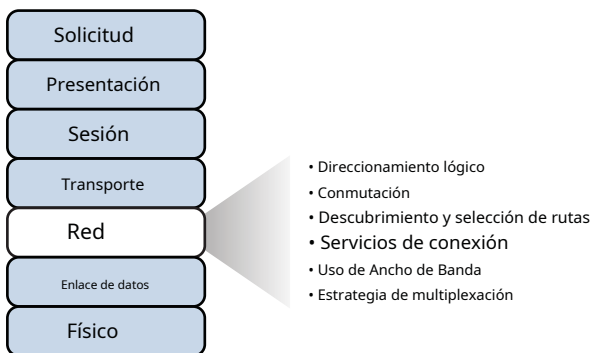 Solicitud
Presentación
Sesión
Transporte
Red
Enlace de datos
Físico
• Direccionamiento lógico
• Conmutación
• Descubrimiento y selección de rutas
• Servicios de conexión
• Uso de Ancho de Banda
• Estrategia de multiplexación